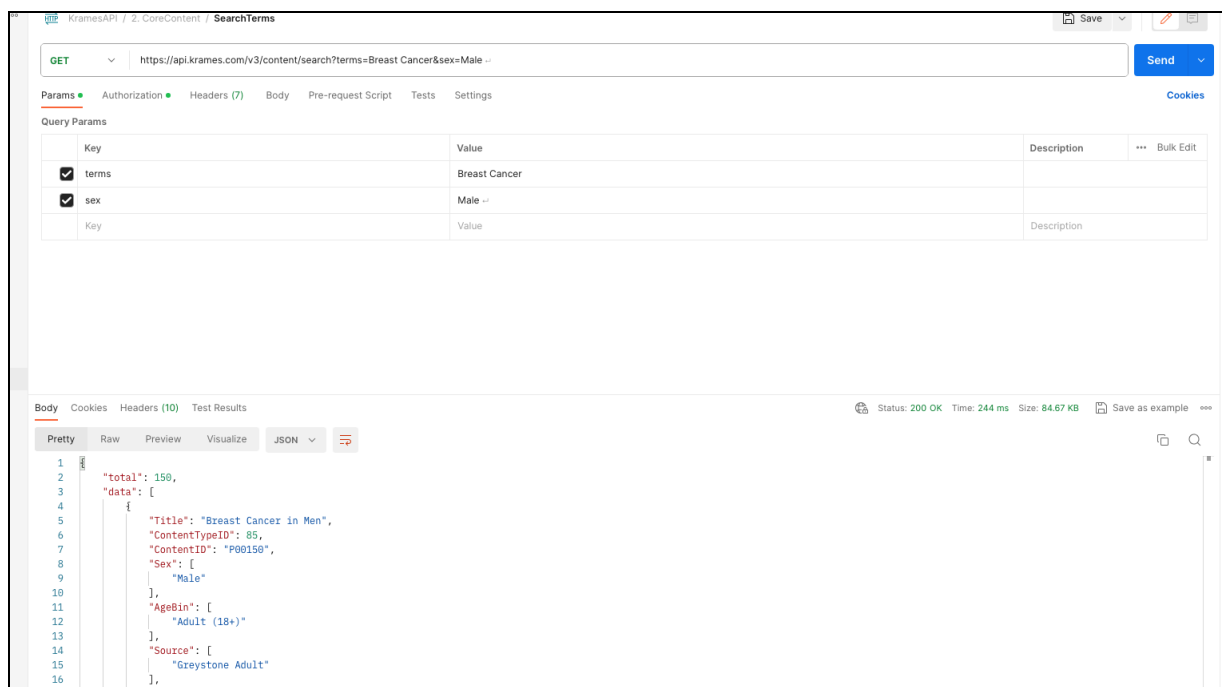 HTTP KramesAPI / 2. CoreContent / SearchTerms Save
GET https://api.krames.com/v3/content/search?terms=Breast Cancer&sex=Male ↵ Send
Params Authorization Headers (7) Body Pre-request Script Tests Settings Cookies
Query Params
Key Value Description ••• Bulk Edit
terms Breast Cancer
sex Male ↵
Key Value Description
Body Cookies Headers (10) Test Results Status: 200 OK Time: 244 ms Size: 84.67 KB Save as example
Pretty Raw Preview Visualize JSON
1 {
2 "total": 150,
3 "data": [
4 {
5 "Title": "Breast Cancer in Men",
6 "ContentTypeID": 85,
7 "ContentID": "P00150",
8 "Sex": [
9 "Male"
10 ],
11 "AgeBin": [
12 "Adult (18+)"
13 ],
14 "Source": [
15 "Greystone Adult"
16 ],